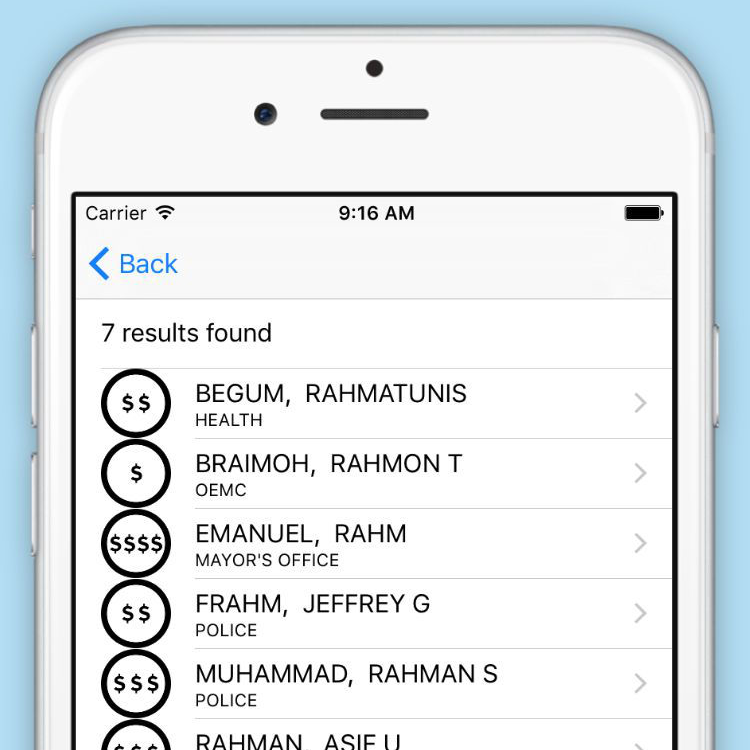 Carrier 9:16 AM
Back
7 results found
$$ BEGUM,  RAHMATUNIS
HEALTH
$ BRAIMOH,  RAHMON T
OEMC
$$$$ EMANUEL,  RAHM
MAYOR'S OFFICE
$$ FRAHM,  JEFFREY G
POLICE
$$$ MUHAMMAD,  RAHMAN S
POLICE
$$$ RAHMAN,  ASIF U